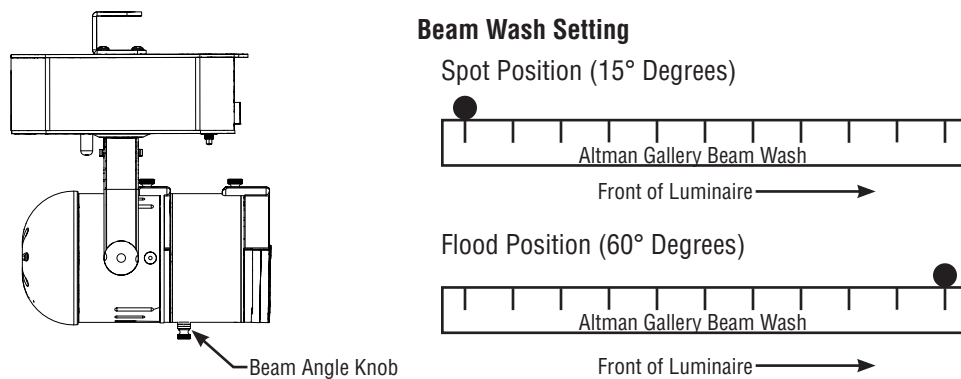 Beam Wash Setting
Spot Position (15° Degrees)
Altman Gallery Beam Wash
Front of Luminaire
Flood Position (60° Degrees)
Altman Gallery Beam Wash
Front of Luminaire
Beam Angle Knob